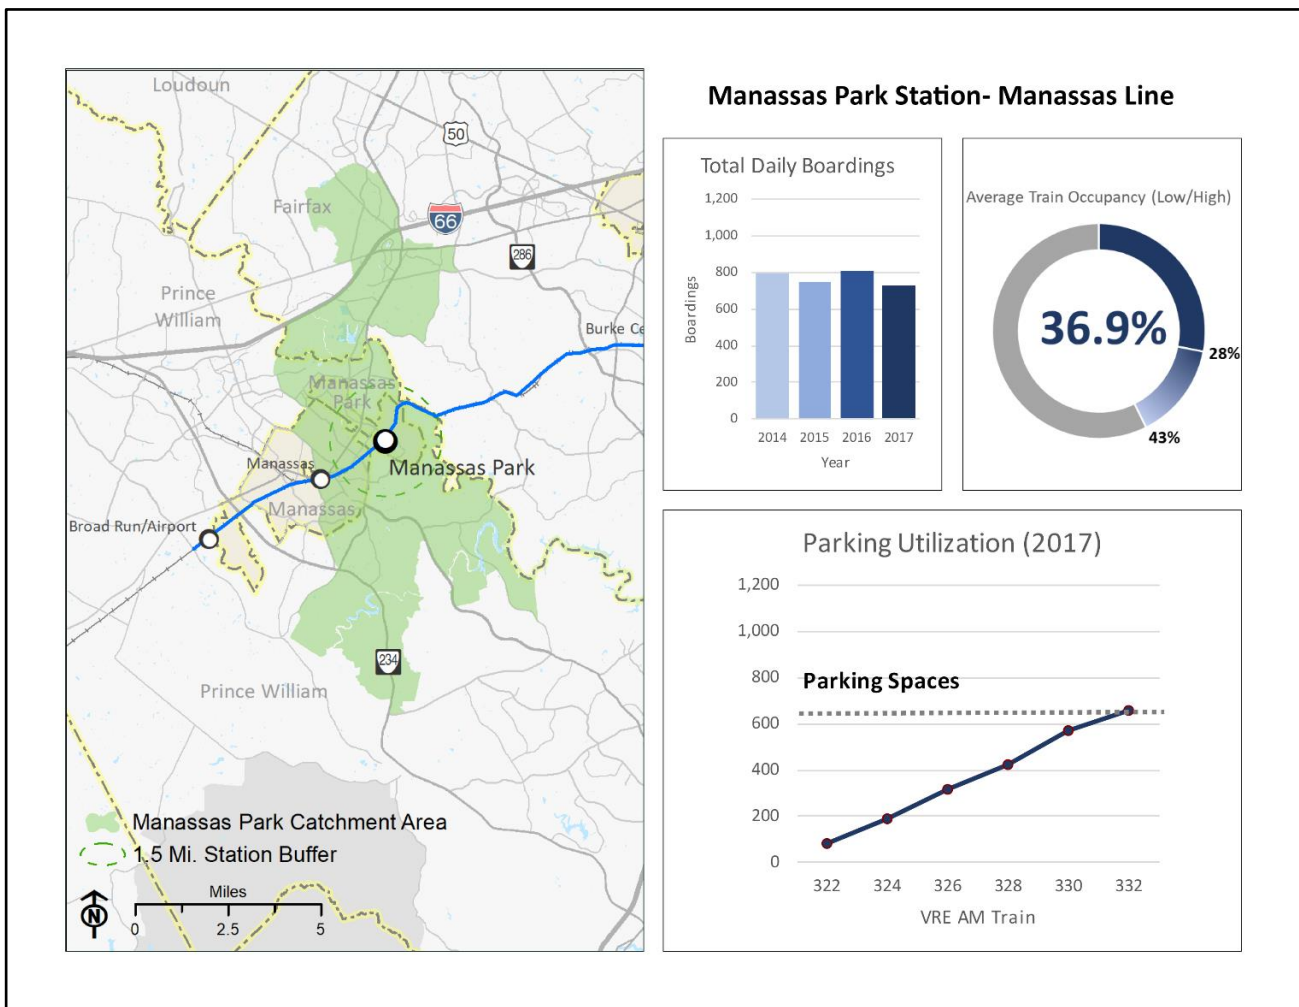 Manassas Park Station- Manassas Line
Loudoun
50
Fairfax
66
286
Prince
William
Burke Ce
Manassas
Park
Manassas Park
Manassas
Manassas
Broad Run/Airport
234
Prince William
Manassas Park Catchment Area
1.5 Mi. Station Buffer
Miles
N
0 2.5 5
Total Daily Boardings
1,200
1,000
800
600
400
200
0
Boardings
2014 2015 2016 2017
Year
Average Train Occupancy (Low/High)
36.9%
28%
43%
Parking Utilization (2017)
1,200
1,000
800
Parking Spaces
600
400
200
0
322 324 326 328 330 332
VRE AM Train